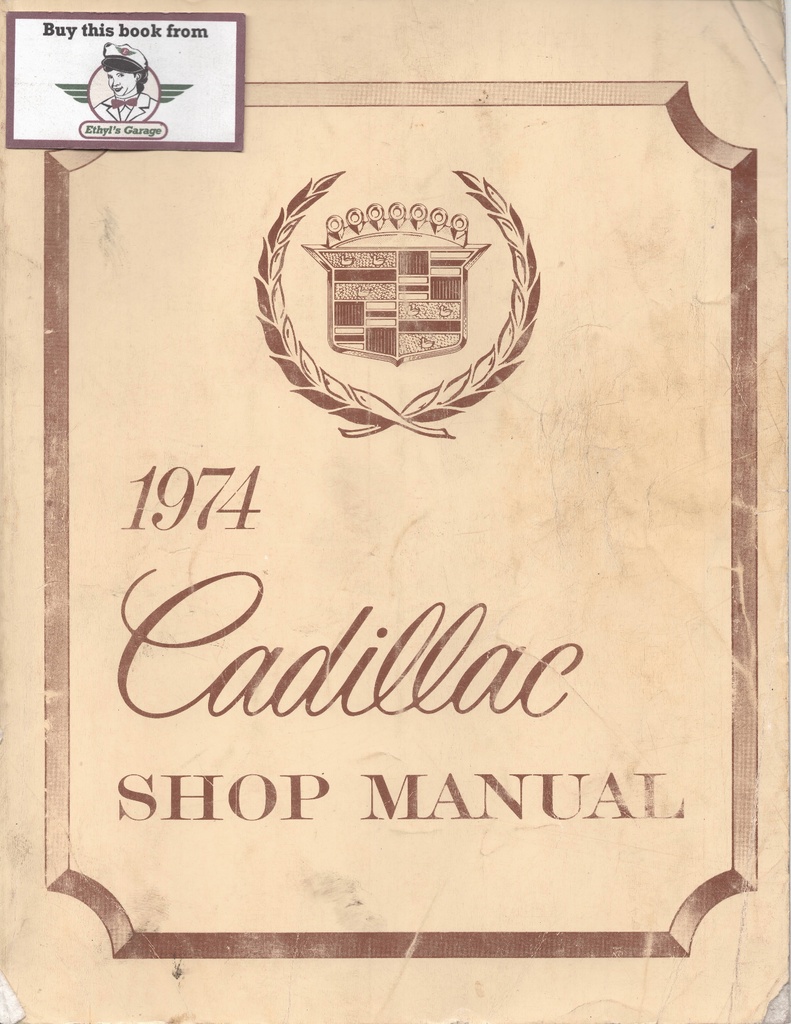 Buy this book from
Ethyl's Garage
1974
Cadillac
SHOP MANUAL